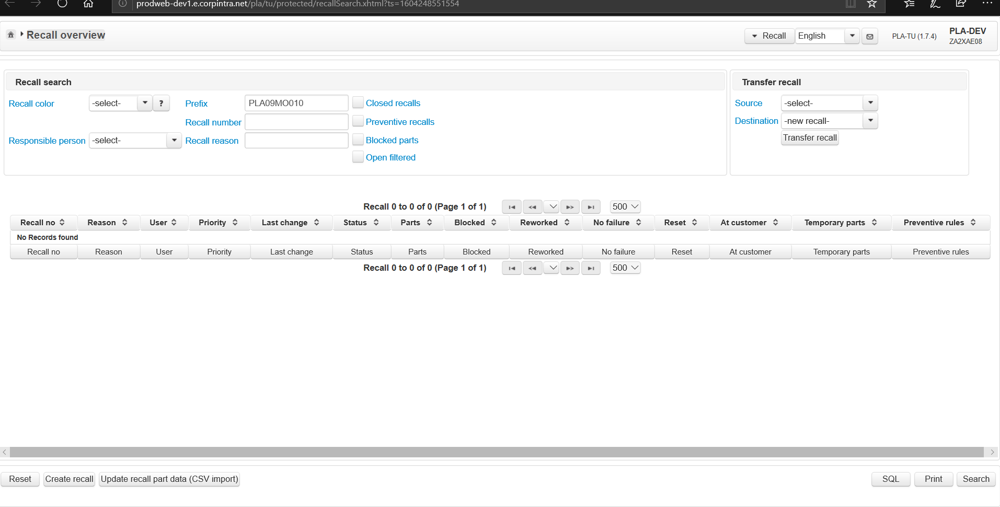 prodweb-dev1.e.corpintra.net/pla/tu/protected/recallSearch.xhtml?ts=1604248551554
Recall overview
Recall English PLA-TU (1.7.4) PLA-DEV
ZA2XAE08
Recall search
Transfer recall
Recall color -select- ? Prefix PLA09MO010 Closed recalls
Source -select-
Recall number Preventive recalls
Destination -new recall-
Responsible person -select- Recall reason Blocked parts
Transfer recall
Open filtered
Recall 0 to 0 of 0 (Page 1 of 1) 500
Recall no Reason User Priority Last change Status Parts Blocked Reworked No failure Reset At customer Temporary parts Preventive rules
No Records found
Recall no Reason User Priority Last change Status Parts Blocked Reworked No failure Reset At customer Temporary parts Preventive rules
Recall 0 to 0 of 0 (Page 1 of 1) 500
Reset Create recall Update recall part data (CSV import) SQL Print Search